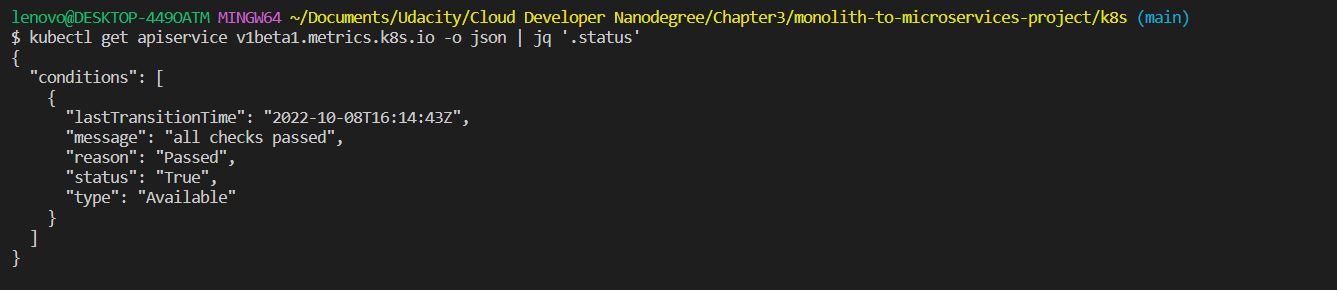 lenovo@DESKTOP-449OATM MINGW64 ~/Documents/Udacity/Cloud Developer Nanodegree/Chapter3/monolith-to-microservices-project/k8s (main)
$ kubectl get apiservice v1beta1.metrics.k8s.io -o json | jq '.status'
{
  "conditions": [
    {
      "lastTransitionTime": "2022-10-08T16:14:43Z",
      "message": "all checks passed",
      "reason": "Passed",
      "status": "True",
      "type": "Available"
    }
  ]
}